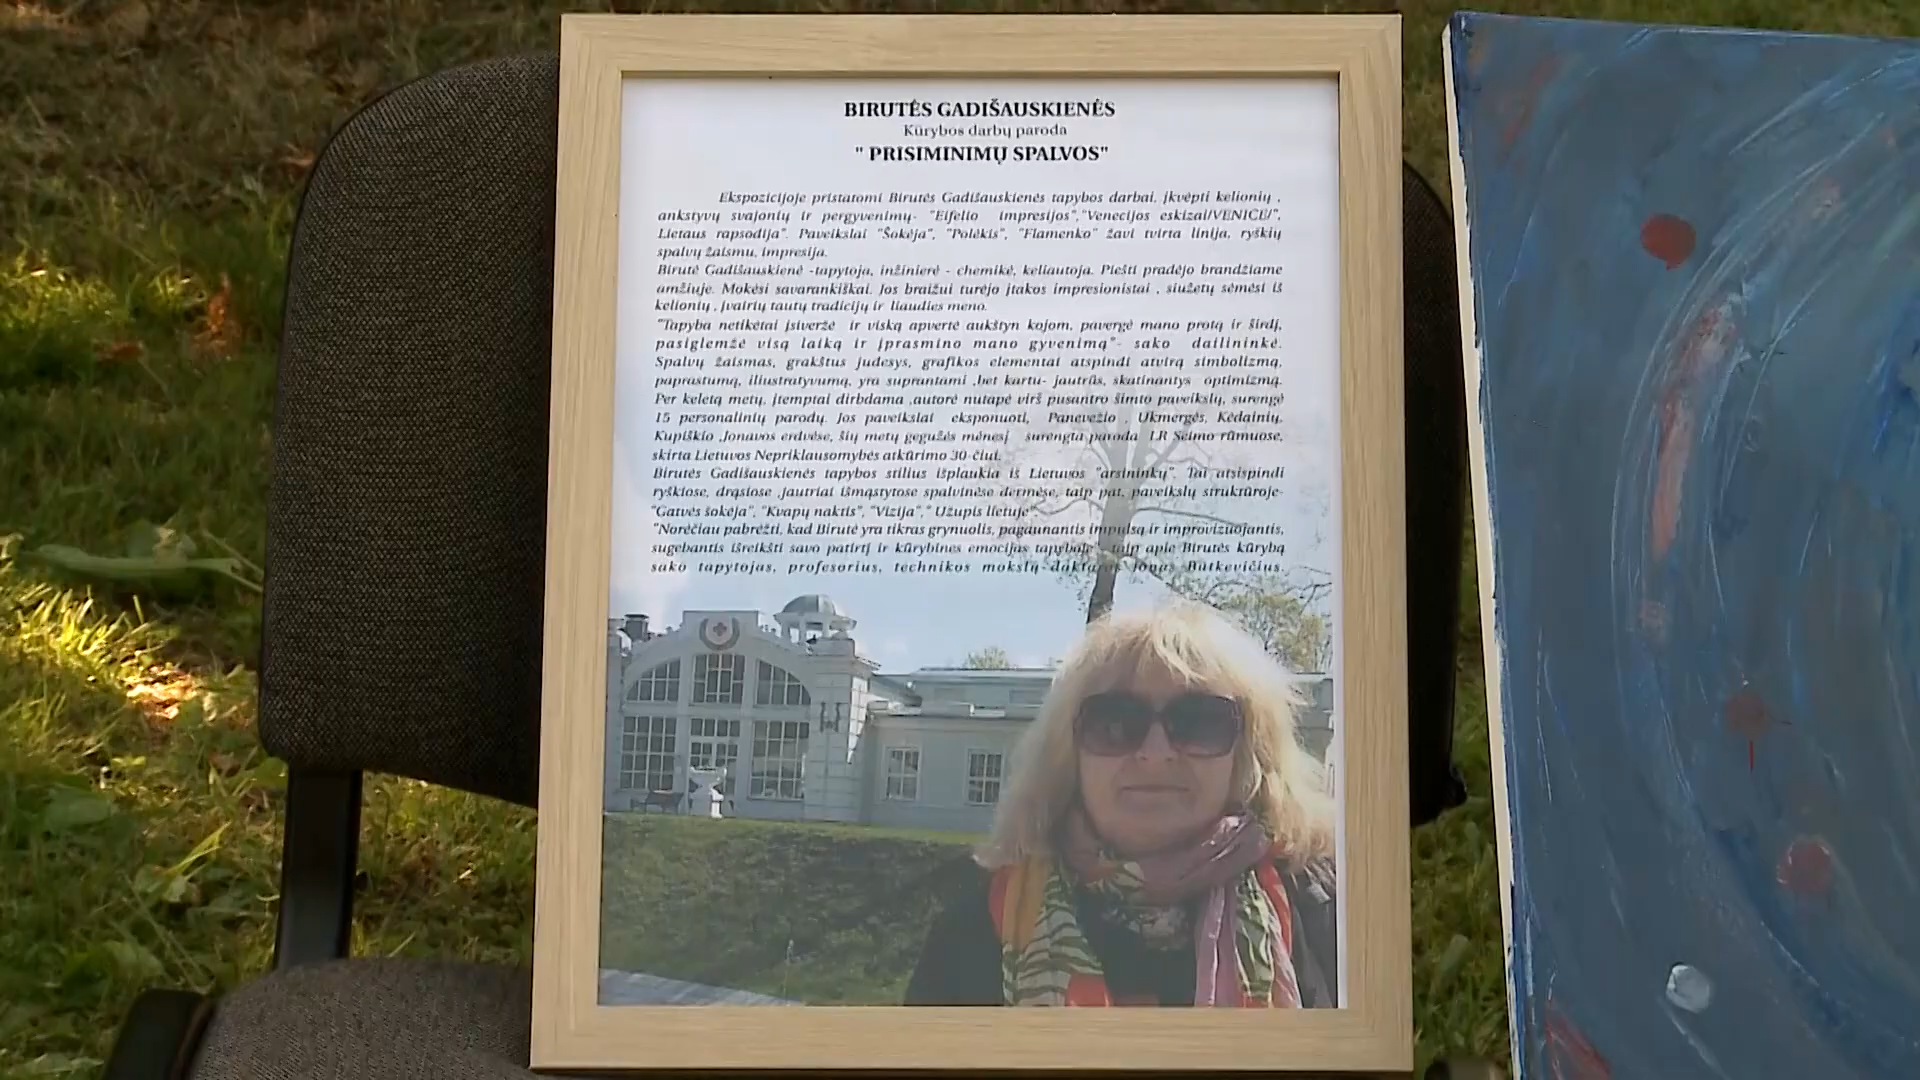 BIRUTĖS GADIŠAUSKIENĖS
Kūrybos darbų paroda
" PRISIMINIMŲ SPALVOS"
Ekspozicijoje pristatomi Birutės Gadišauskienės tapybos darbai, įkvėpti kelionių ,
ankstyvų svajonių ir pergyvenimų- "Eifelio impresijos","Venecijos eskizai/VENICE/",
Lietaus rapsodija". Paveikslai "Šokėja", "Polėkis", "Flamenko" žavi tvirta linija, ryškių
spalvų žaismu, impresija.
Birutė Gadišauskienė -tapytoja, inžinierė - chemikė, keliautoja. Piešti pradėjo brandžiame
amžiuje. Mokėsi savarankiškai. Jos braižui turėjo įtakos impresionistai , siužetų sėmėsi iš
kelionių , įvairių tautų tradicijų ir liaudies meno.
"Tapyba netikėtai įsiveržė ir viską apvertė aukštyn kojom, pavergė mano protą ir širdį,
pasiglemžė visą laiką ir įprasmino mano gyvenimą"- sako dailininkė.
Spalvų žaismas, grakštus judesys, grafikos elementai atspindi atvirą simbolizmą,
paprastumą, iliustratyvumą, yra suprantami ,bet kartu- jautrūs, skatinantys optimizmą.
Per keletą metų, įtemptai dirbdama ,autorė nutapė virš pusantro šimto paveikslų, surengė
15 personalinių parodų. Jos paveikslai eksponuoti, Panevėžio , Ukmergės, Kėdainių,
Kupiškio ,Jonavos erdvėse, šių metų gegužės mėnesį surengta paroda LR Seimo rūmuose,
skirta Lietuvos Nepriklausomybės atkūrimo 30-čiui.
Birutės Gadišauskienės tapybos stilius išplaukia iš Lietuvos "arsininkų". Tai atsispindi
ryškiose, drąsiose ,jautriai išmąstytose spalvinėse dermėse, taip pat, paveikslų struktūroje-
"Gatvės šokėja", "Kvapų naktis", "Vizija"," Užupis lietuje"
"Norėčiau pabrėžti, kad Birutė yra tikras grynuolis, pagaunantis impulsą ir improvizuojantis,
sugebantis išreikšti savo patirtį ir kūrybines emocijas tapyboje"- taip apie Birutės kūrybą
sako tapytojas, profesorius, technikos mokslų daktaras Jonas Butkevičius.